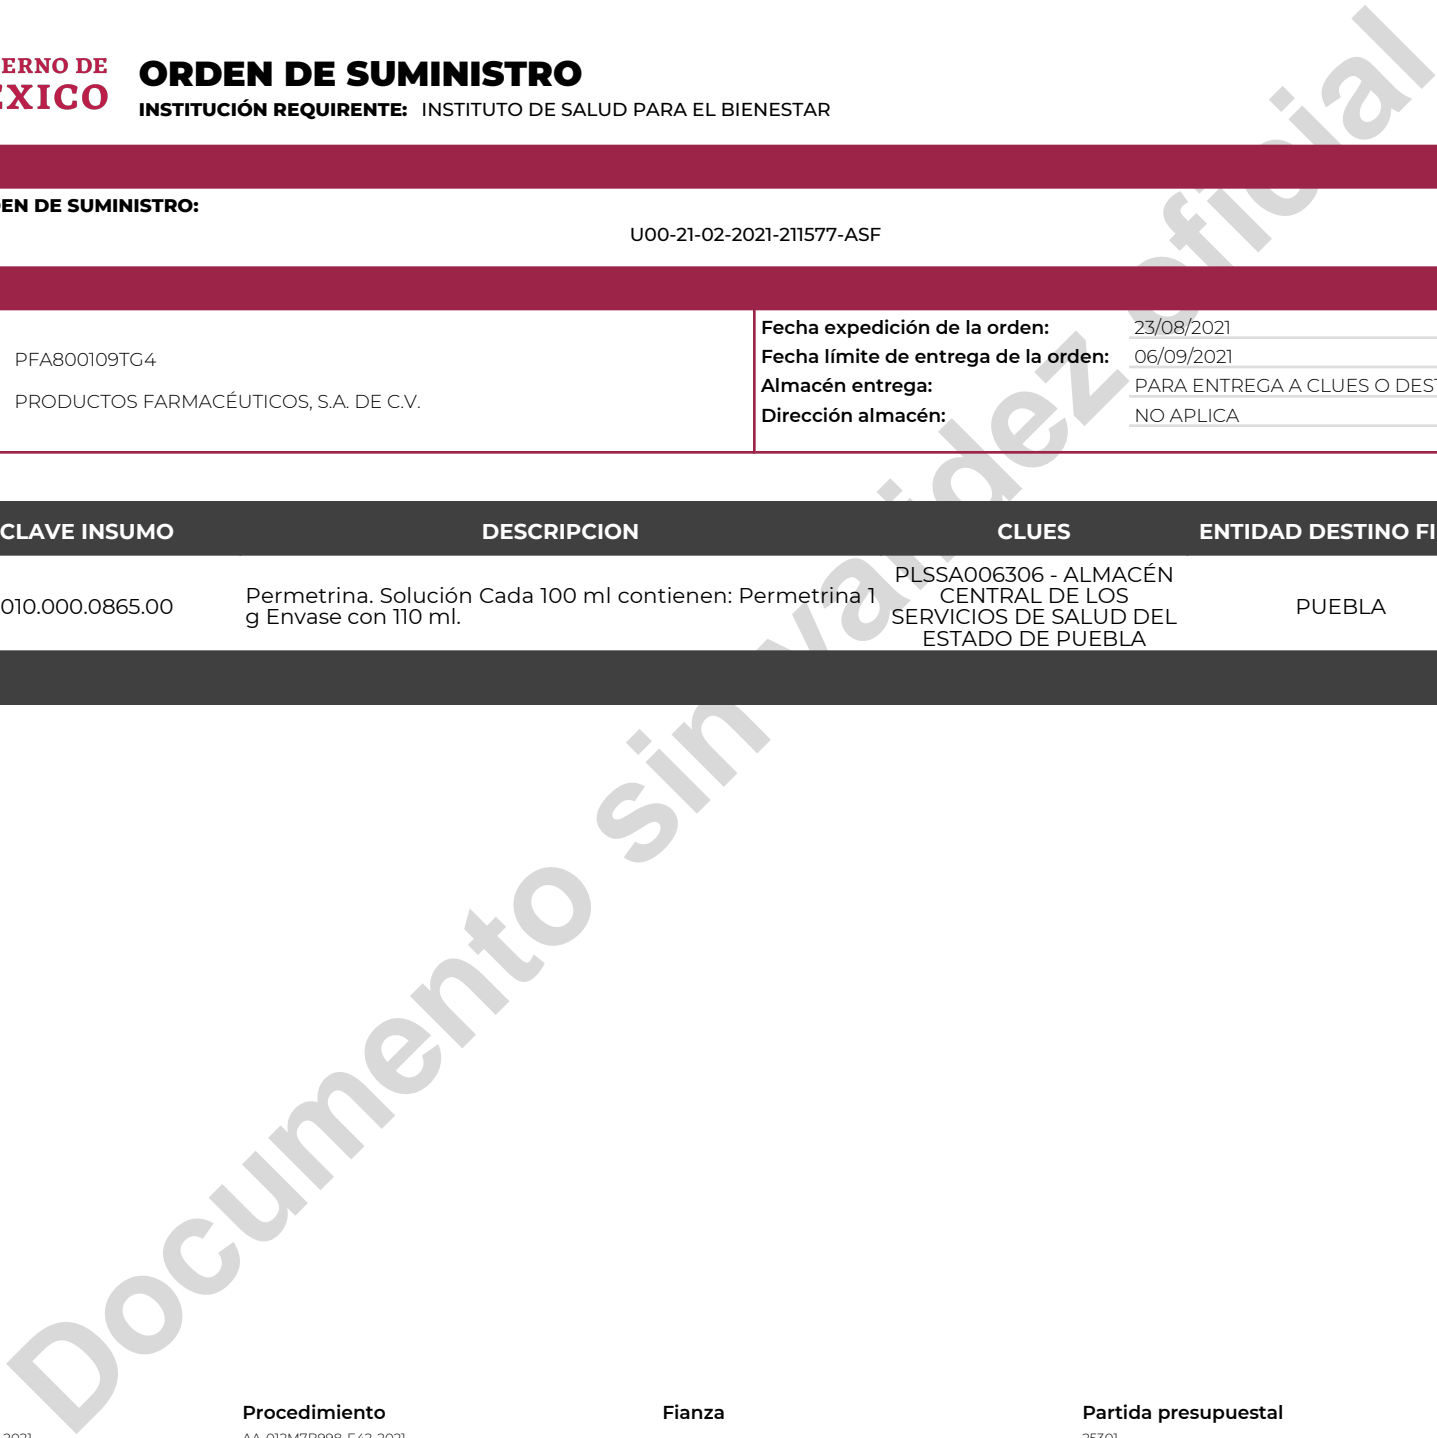 ERNO DE
ORDEN DE SUMINISTRO
EXICO
INSTITUCIÓN REQUIRENTE: INSTITUTO DE SALUD PARA EL BIENESTAR
EN DE SUMINISTRO:
U00-21-02-2021-211577-ASF
Fecha expedición de la orden: 23/08/2021
PFA800109TG4
Fecha límite de entrega de la orden: 06/09/2021
Almacén entrega: PARA ENTREGA A CLUES O DEST
PRODUCTOS FARMACÉUTICOS, S.A. DE C.V.
Dirección almacén: NO APLICA
CLAVE INSUMO DESCRIPCION CLUES ENTIDAD DESTINO FI
010.000.0865.00
Permetrina. Solución Cada 100 ml contienen: Permetrina 1
g Envase con 110 ml.
PLSSA006306 - ALMACÉN
CENTRAL DE LOS
SERVICIOS DE SALUD DEL
ESTADO DE PUEBLA
PUEBLA
Documento sin validez oficial
Procedimiento Fianza Partida presupuestal